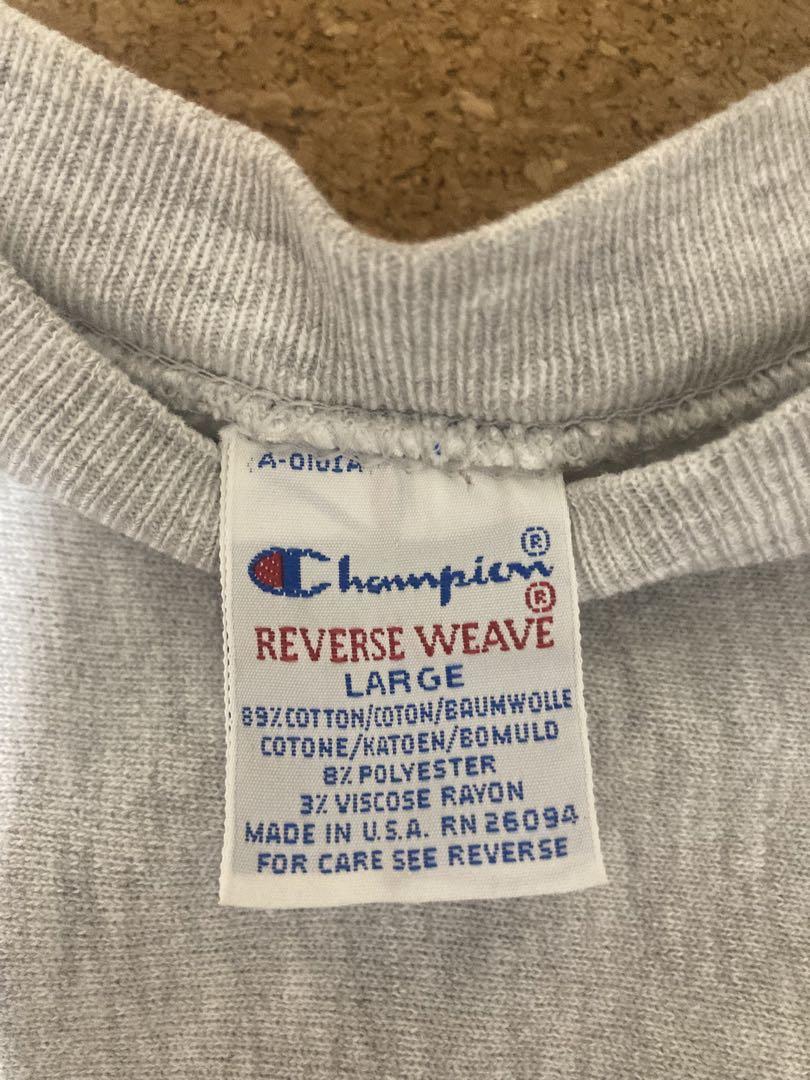 A-0101A
Champion®
REVERSE WEAVE®
LARGE
89% COTTON/COTON/BAUMWOLLE
COTONE/KATOEN/BOMULD
8% POLYESTER
3% VISCOSE RAYON
MADE IN U.S.A. RN 26094
FOR CARE SEE REVERSE